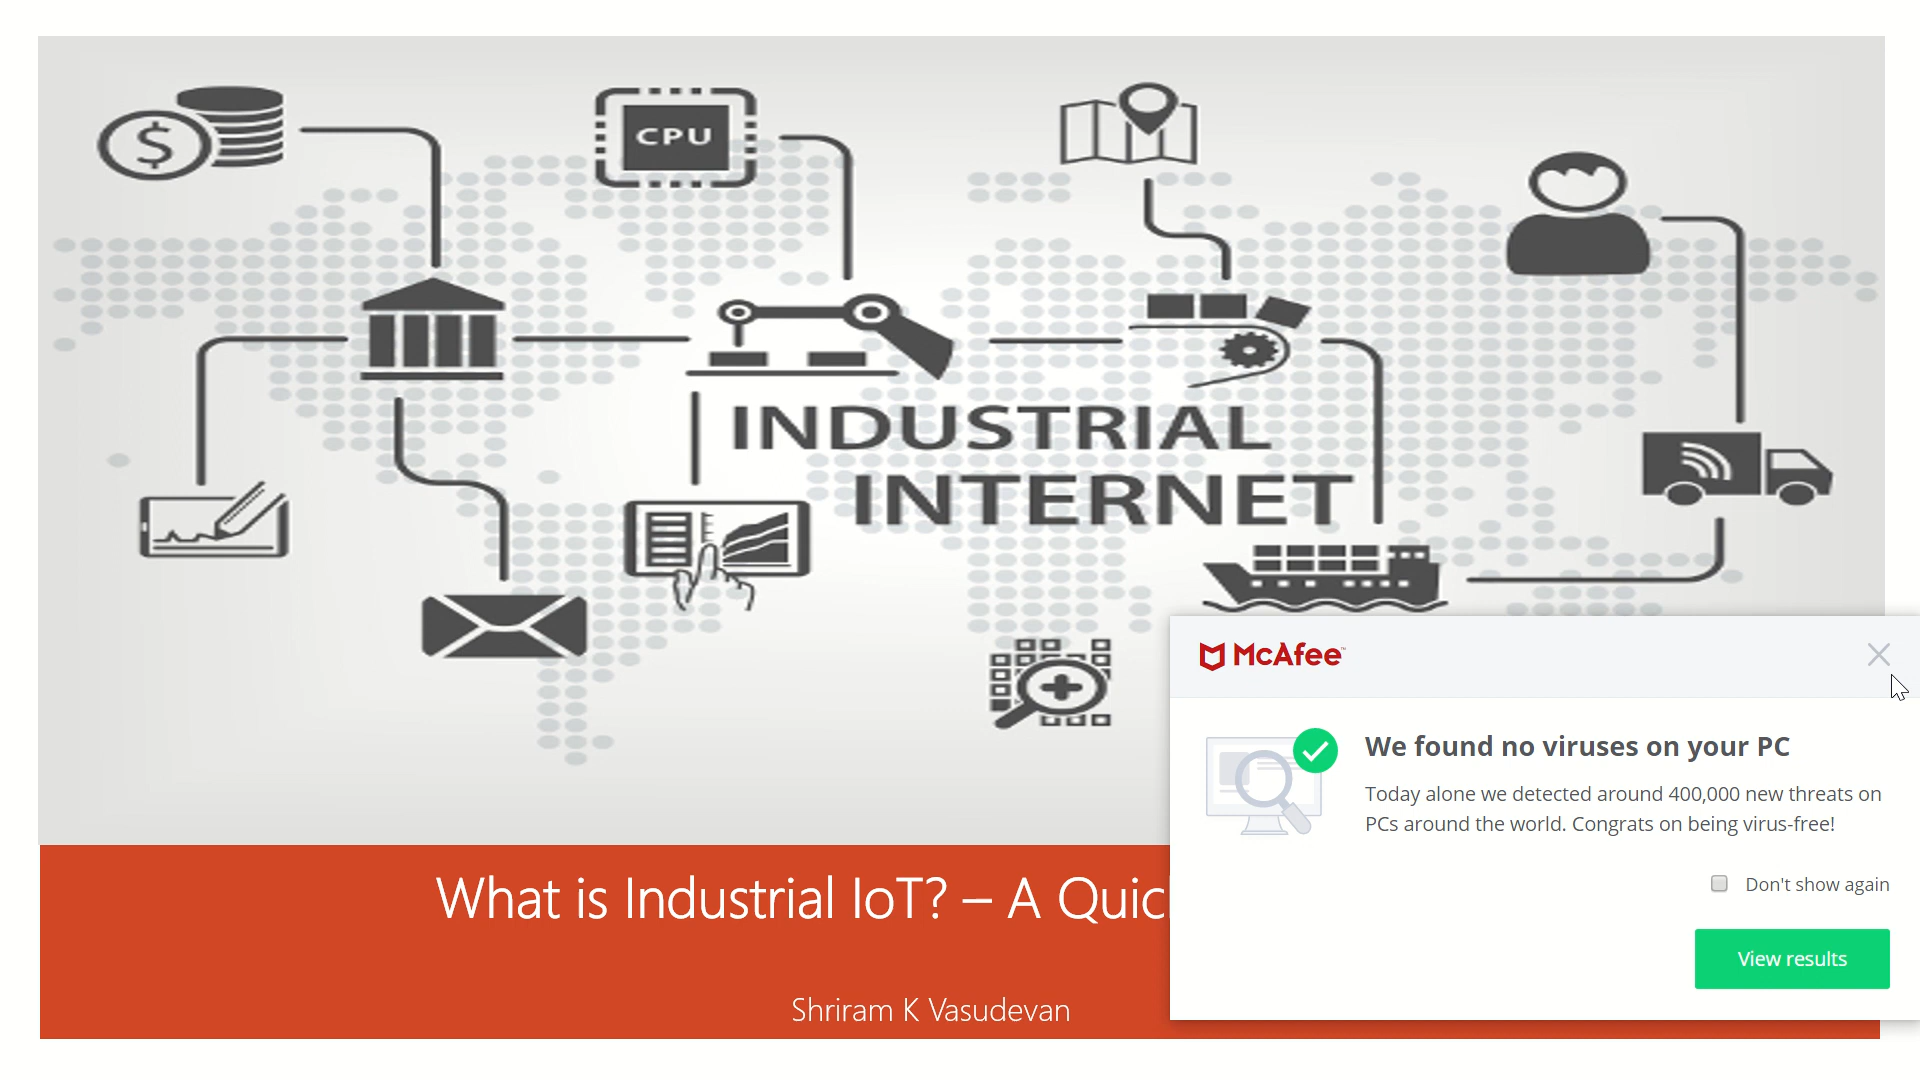 $
CPU
INDUSTRIAL
INTERNET
McAfee™
We found no viruses on your PC
Today alone we detected around 400,000 new threats on
PCs around the world. Congrats on being virus-free!
Don't show again
View results
What is Industrial IoT? – A Quic
Shriram K Vasudevan